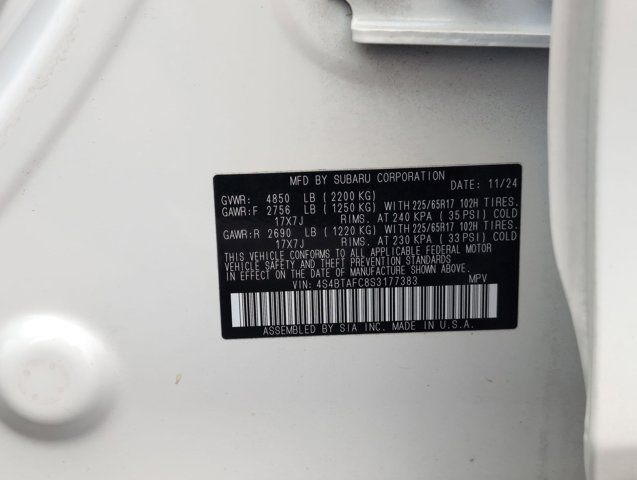 MFD BY SUBARU CORPORATION
DATE: 11/24
GVWR: 4850 LB ( 2200 KG)
GAWR:F 2756 LB ( 1250 KG) WITH 225/65R17 102H TIRES.
17X7J RIMS. AT 240 KPA ( 35 PSI) COLD
GAWR:R 2690 LB ( 1220 KG) WITH 225/65R17 102H TIRES.
17X7J RIMS. AT 230 KPA ( 33 PSI) COLD
THIS VEHICLE CONFORMS TO ALL APPLICABLE FEDERAL MOTOR
VEHICLE SAFETY AND THEFT PREVENTION STANDARDS
IN EFFECT ON THE DATE OF MANUFACTURE SHOWN ABOVE.
VIN: 4S4BTAFC8S3177383 MPV
ASSEMBLED BY SIA INC. MADE IN U.S.A.